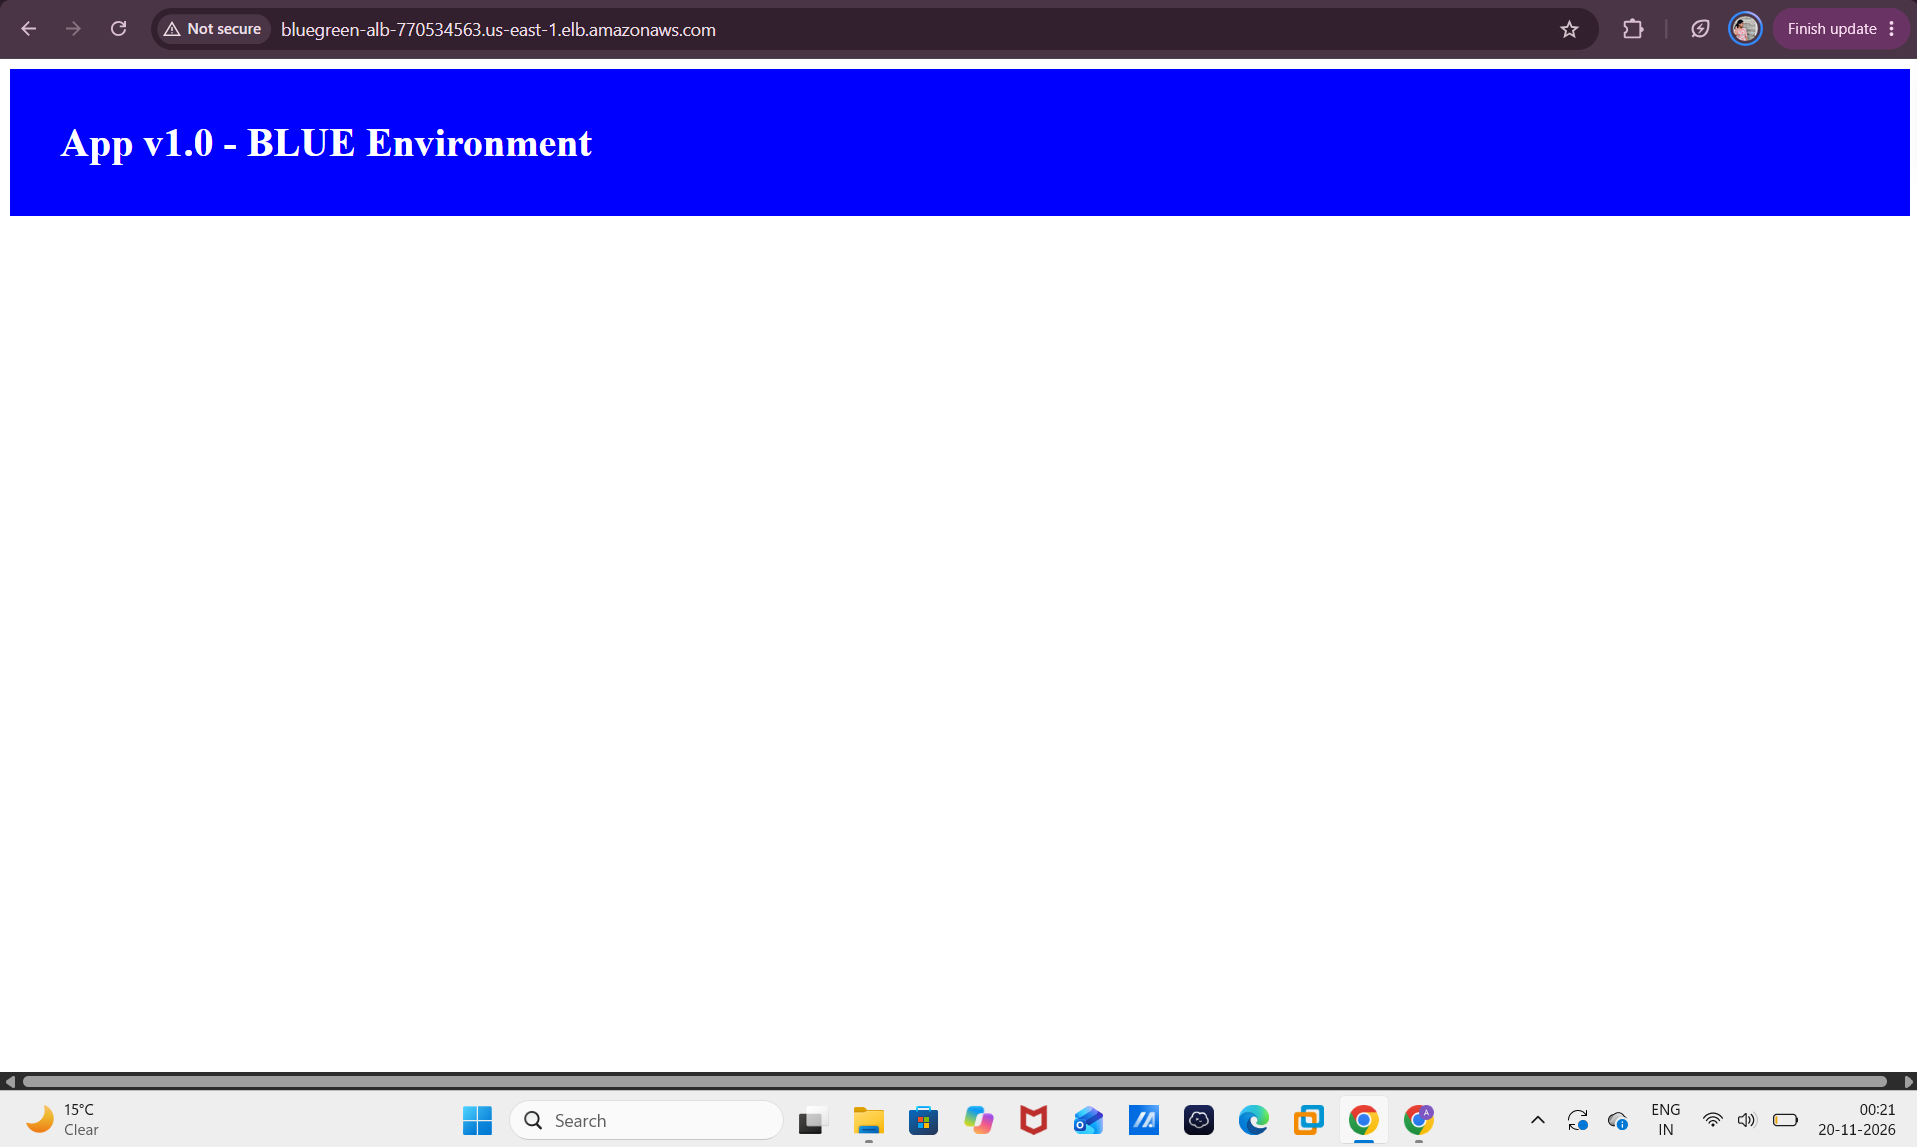 Not secure
bluegreen-alb-770534563.us-east-1.elb.amazonaws.com
Finish update
App v1.0 - BLUE Environment
15°C
Clear
Search
A
ENG
IN
00:21
20-11-2026